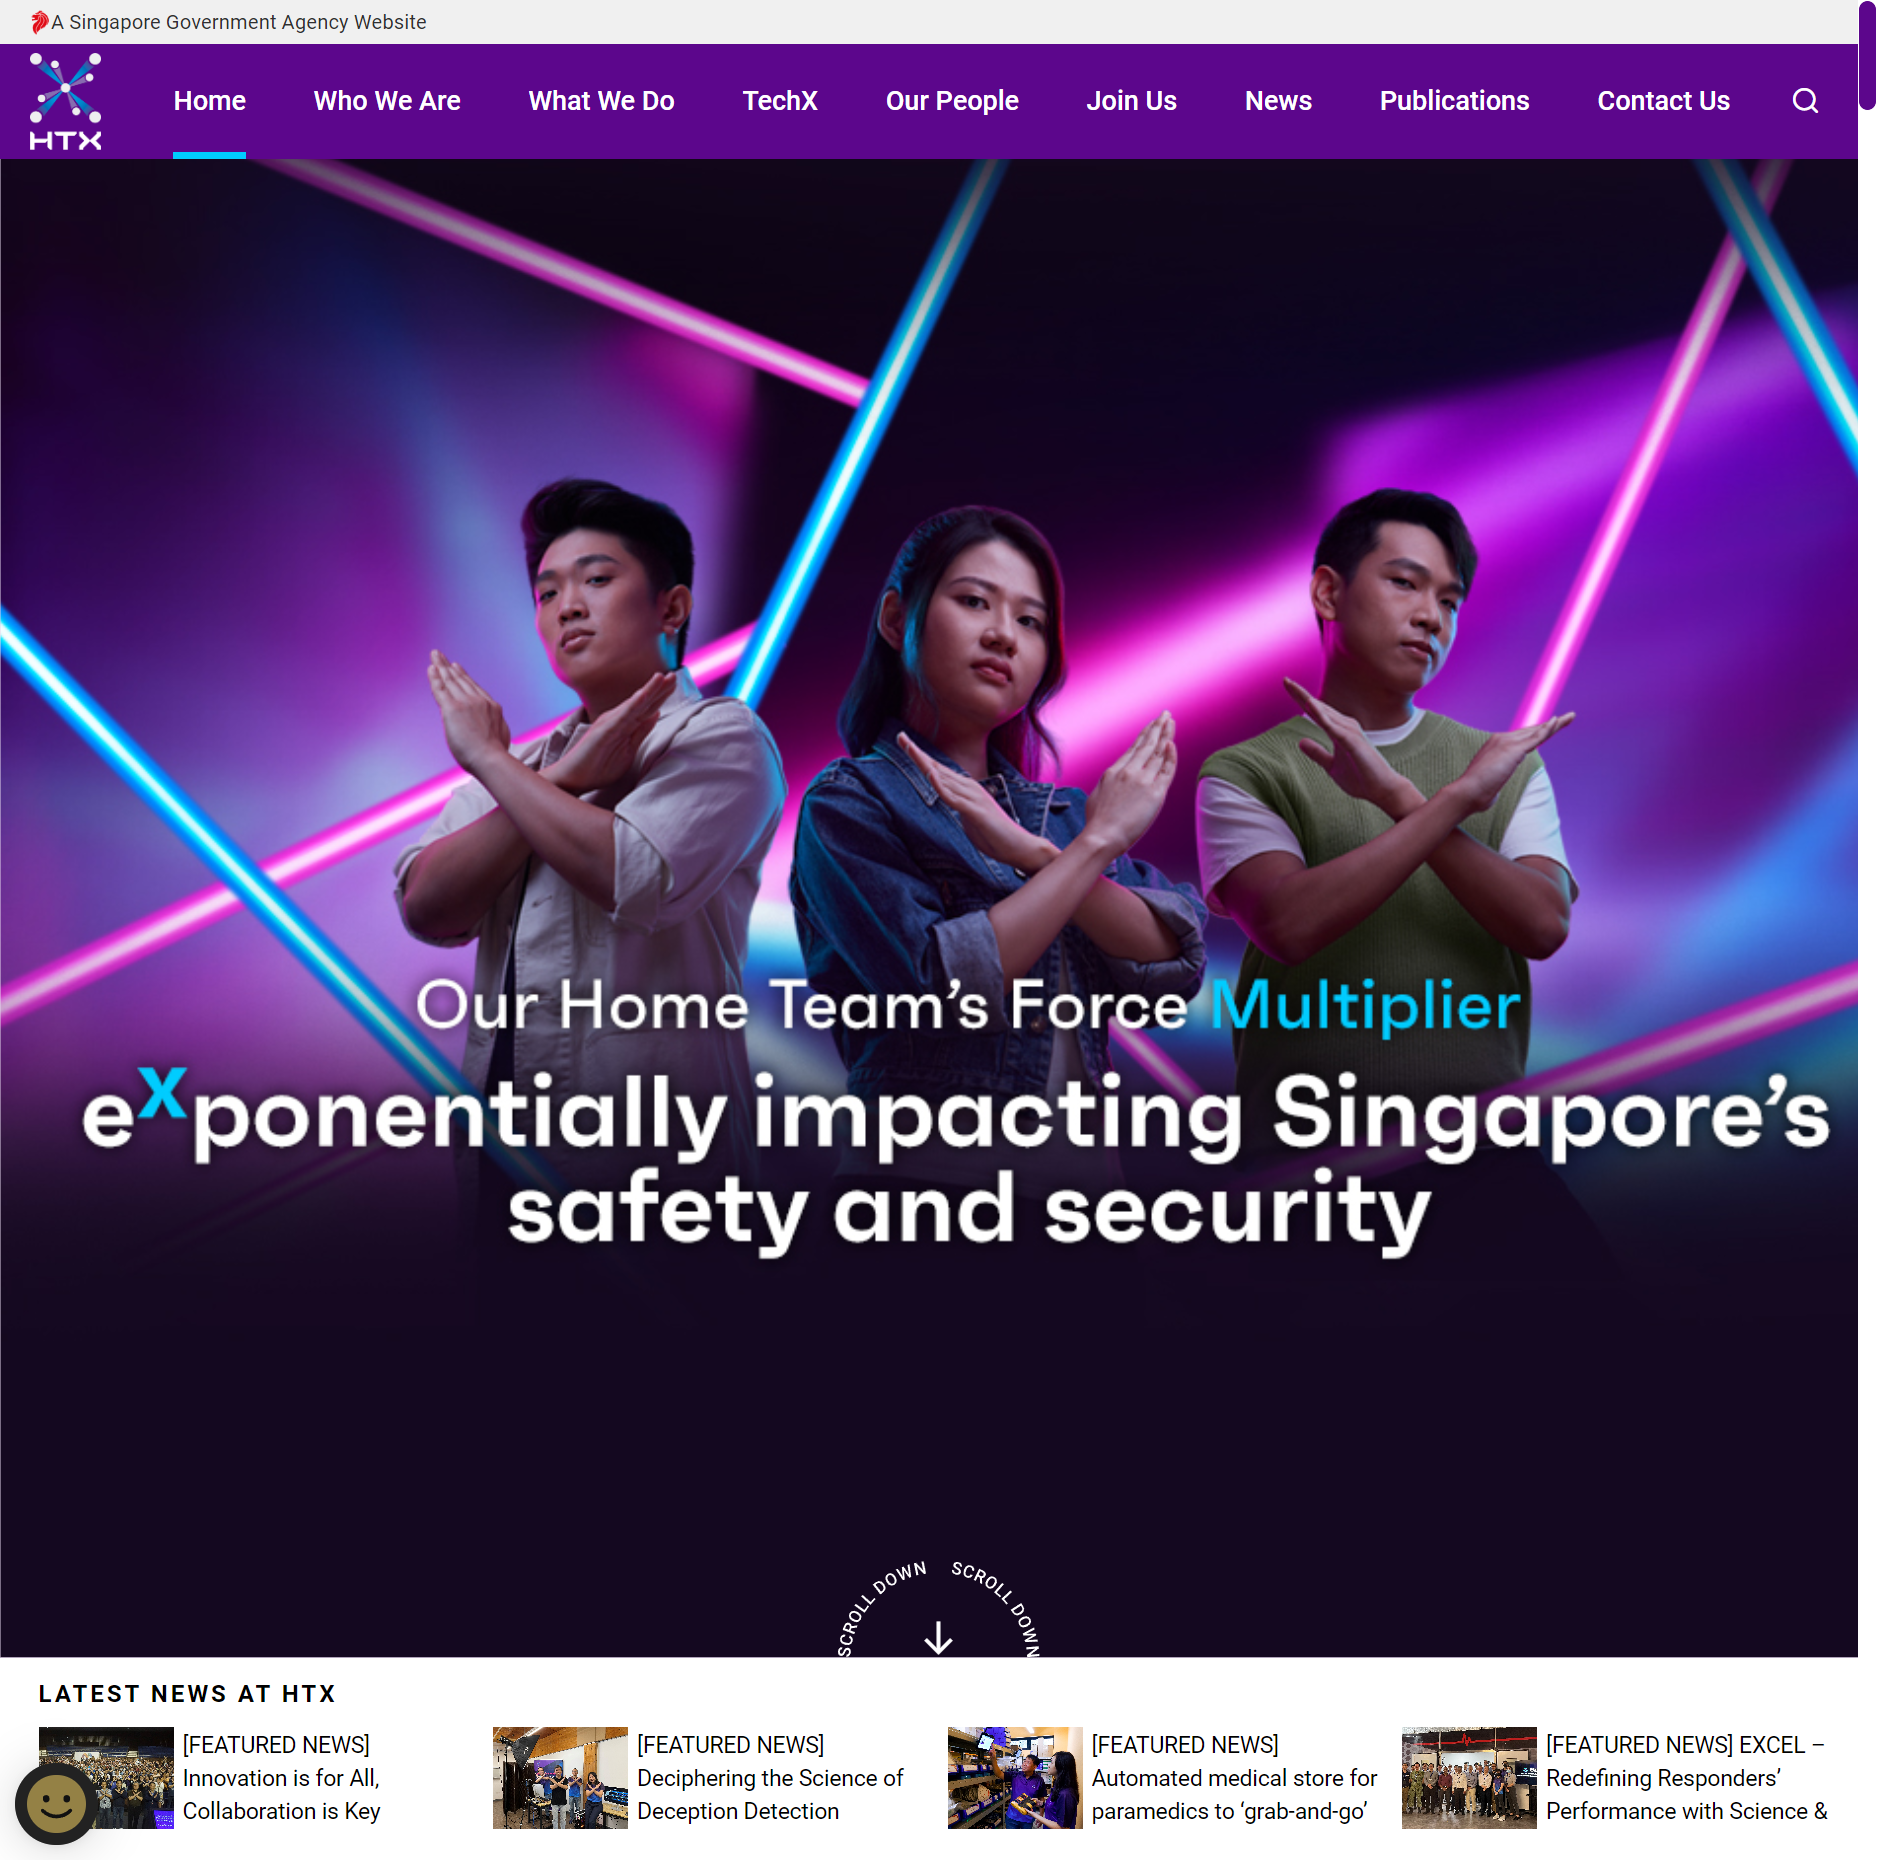 A Singapore Government Agency Website
HTX
Home
Who We Are
What We Do
TechX
Our People
Join Us
News
Publications
Contact Us
Our Home Team’s Force Multiplier
eXponentially impacting Singapore’s
safety and security
SCROLL DOWN SCROLL DOWN
LATEST NEWS AT HTX
[FEATURED NEWS]
Innovation is for All,
Collaboration is Key
[FEATURED NEWS]
Deciphering the Science of
Deception Detection
[FEATURED NEWS]
Automated medical store for
paramedics to ‘grab-and-go’
[FEATURED NEWS] EXCEL –
Redefining Responders’
Performance with Science &